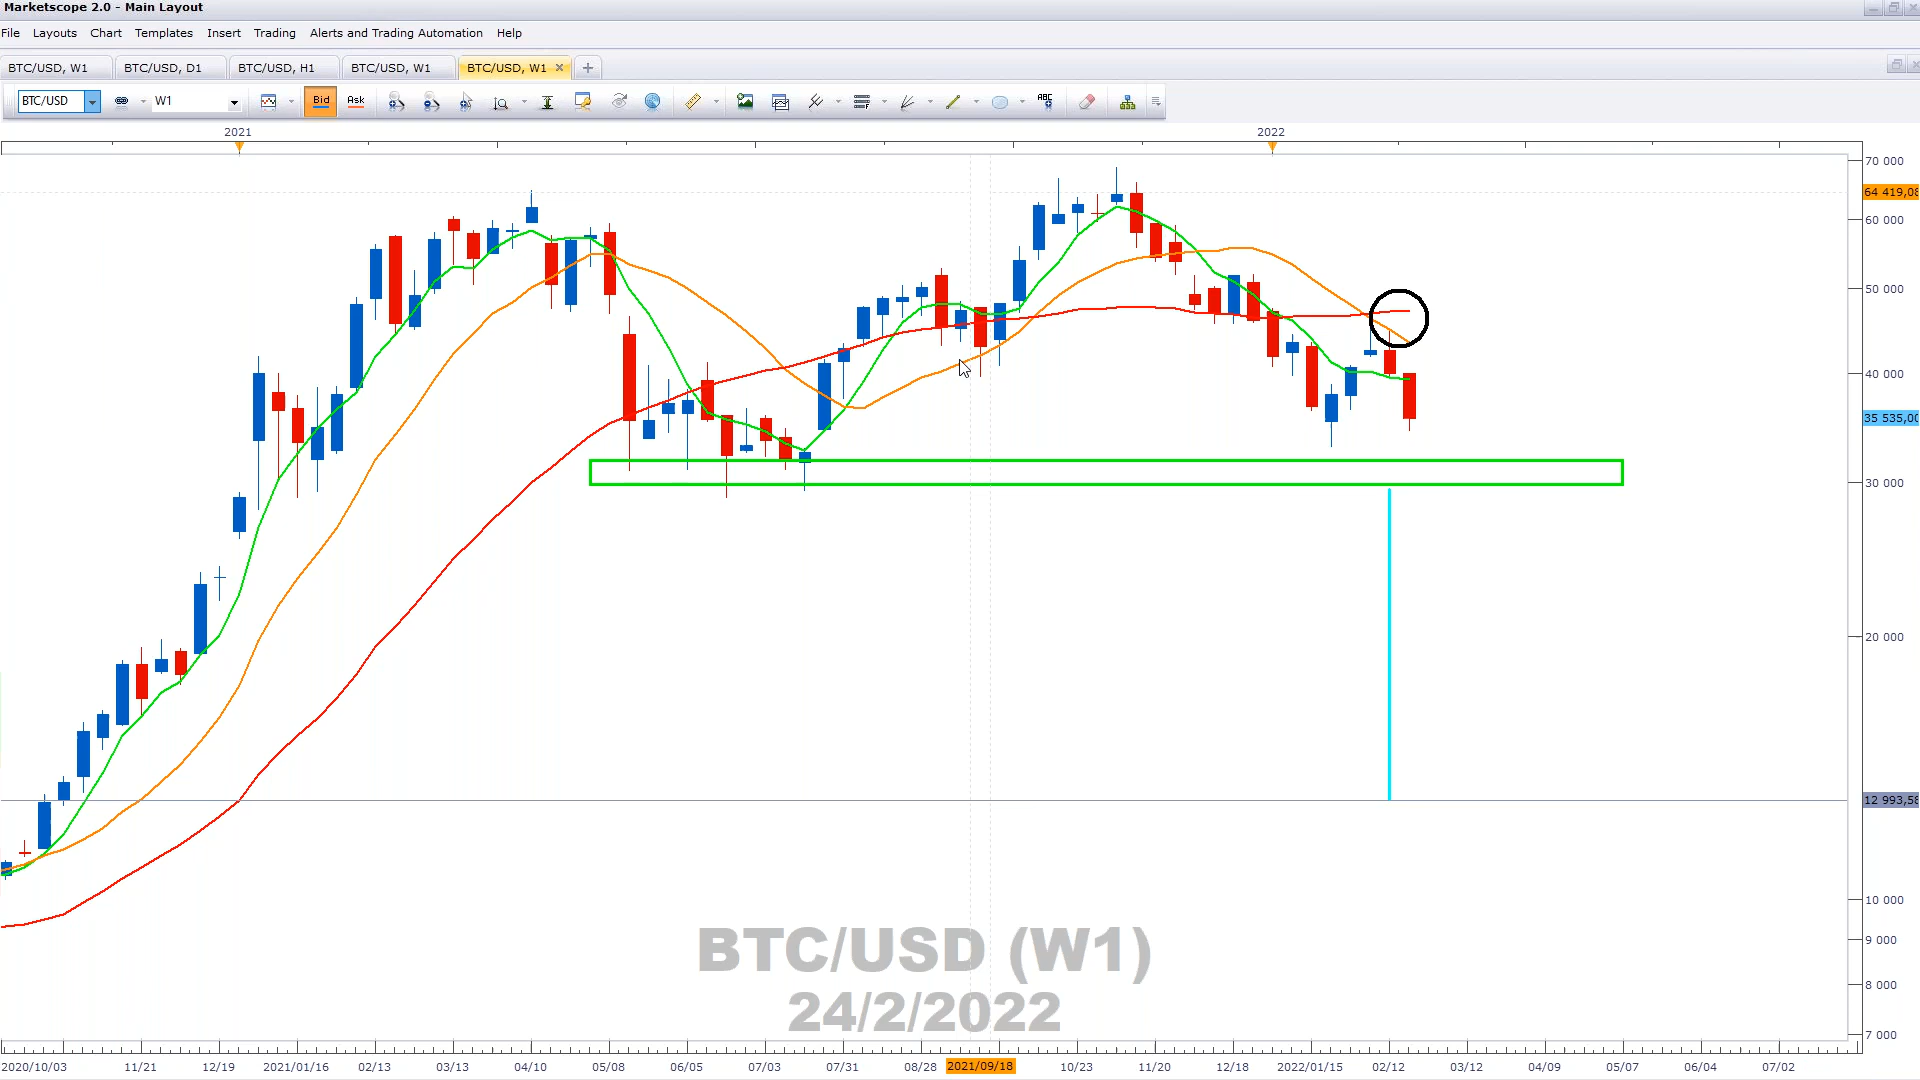 Marketscope 2.0 - Main Layout
File Layouts Chart Templates Insert Trading Alerts and Trading Automation Help
BTC/USD, W1 BTC/USD, D1 BTC/USD, H1 BTC/USD, W1 BTC/USD, W1
BTC/USD W1 Bid Ask ABC
2021 2022
70 000
64 419,08
60 000
50 000
40 000
35 535,00
30 000
20 000
12 993,58
10 000
9 000
8 000
7 000
BTC/USD (W1)
24/2/2022
2020/10/03 11/21 12/19 2021/01/16 02/13 03/13 04/10 05/08 06/05 07/03 07/31 08/28 2021/09/18 10/23 11/20 12/18 2022/01/15 02/12 03/12 04/09 05/07 06/04 07/02